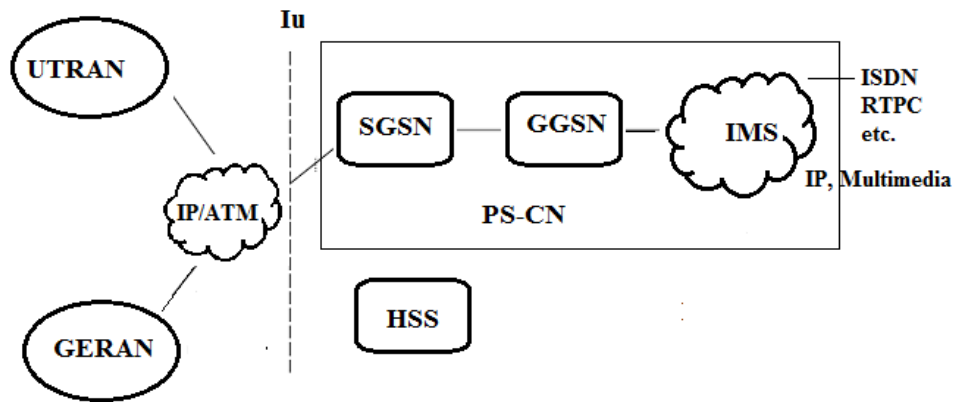 Iu
UTRAN
SGSN
GGSN
IMS
ISDN
RTPC
etc.
IP/ATM
IP, Multimedia
PS-CN
HSS
GERAN